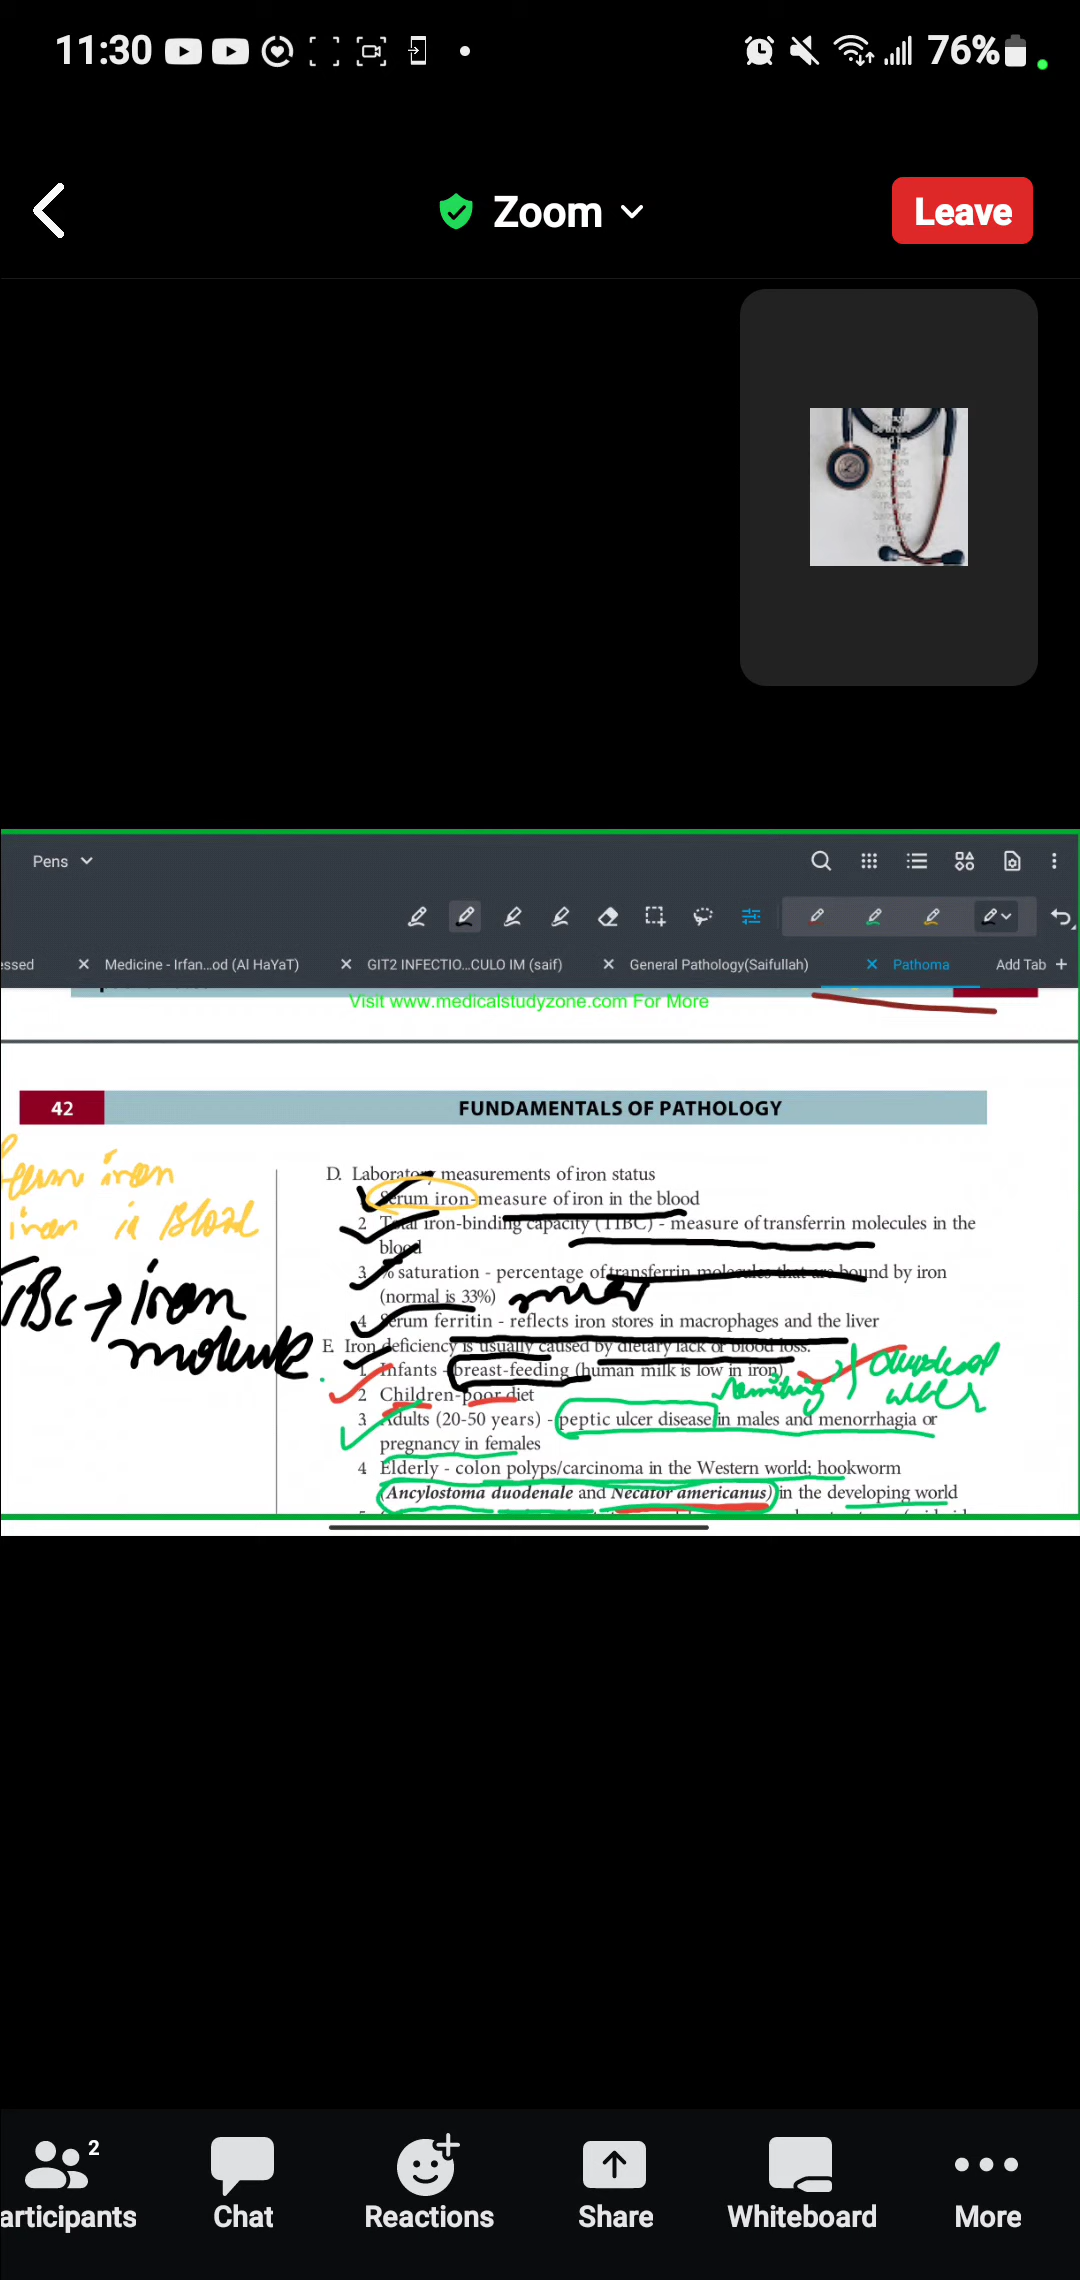 11:30
76%
Zoom
Leave
Pens
essed
Medicine - Irfan...od (Al HaYaT)
GIT2 INFECTIO...CULO IM (saif)
General Pathology(Saifullah)
Pathoma
Add Tab +
Visit www.medicalstudyzone.com For More
42
FUNDAMENTALS OF PATHOLOGY
iron
D. Laboratory measurements of iron status
1 Serum iron-measure of iron in the blood
iron is Blood
2 Total iron-binding capacity (TIBC) - measure of transferrin molecules in the
blood
TIBC → iron
molecule
3 % saturation - percentage of transferrin molecules that are bound by iron
(normal is 33%)
4 Serum ferritin - reflects iron stores in macrophages and the liver
E. Iron deficiency is usually caused by dietary lack or blood loss.
1 Infants - breast-feeding (human milk is low in iron)
2 Children-poor diet
duodenal
ulcer
3 Adults (20-50 years) - peptic ulcer disease in males and menorrhagia or
pregnancy in females
4 Elderly - colon polyps/carcinoma in the Western world; hookworm
(Ancylostoma duodenale and Necator americanus) in the developing world
2
articipants
Chat
Reactions
Share
Whiteboard
More